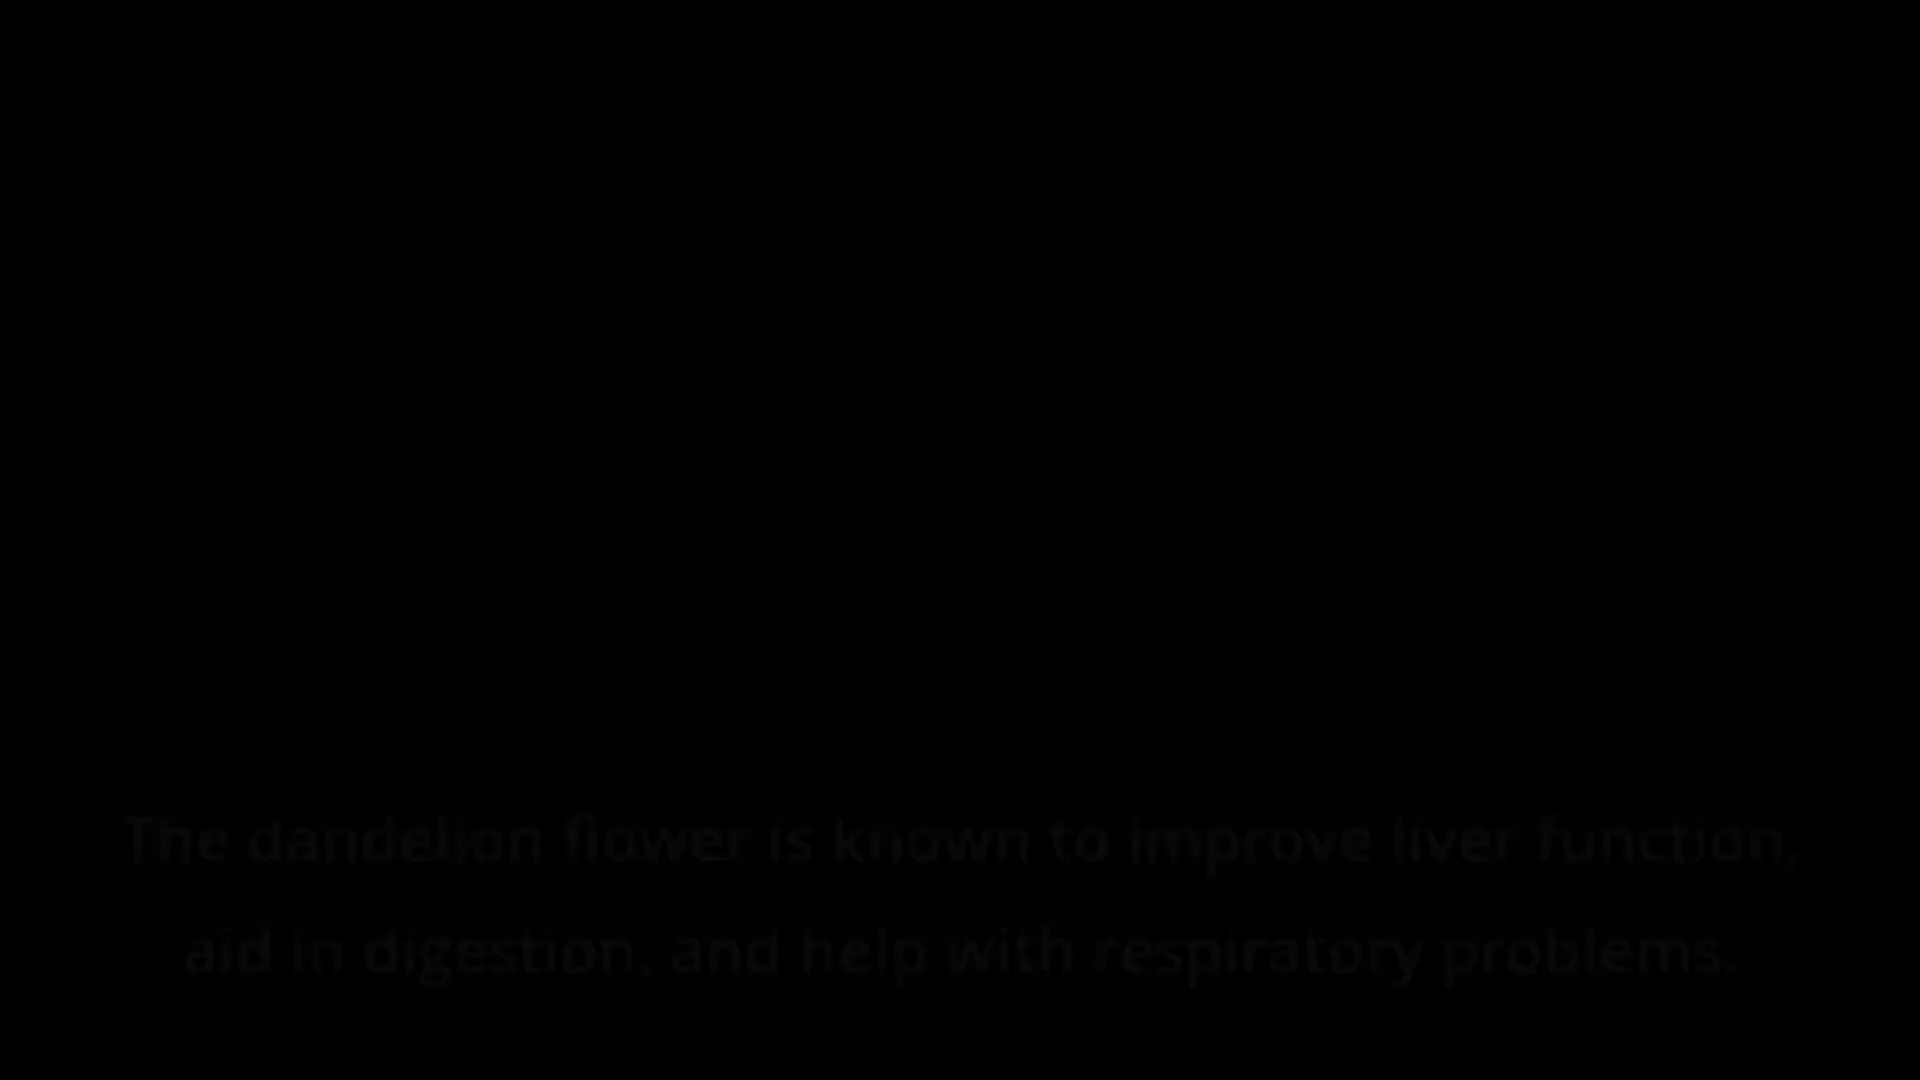 The dandelion flower is known to improve liver function,
aid in digestion, and help with respiratory problems.